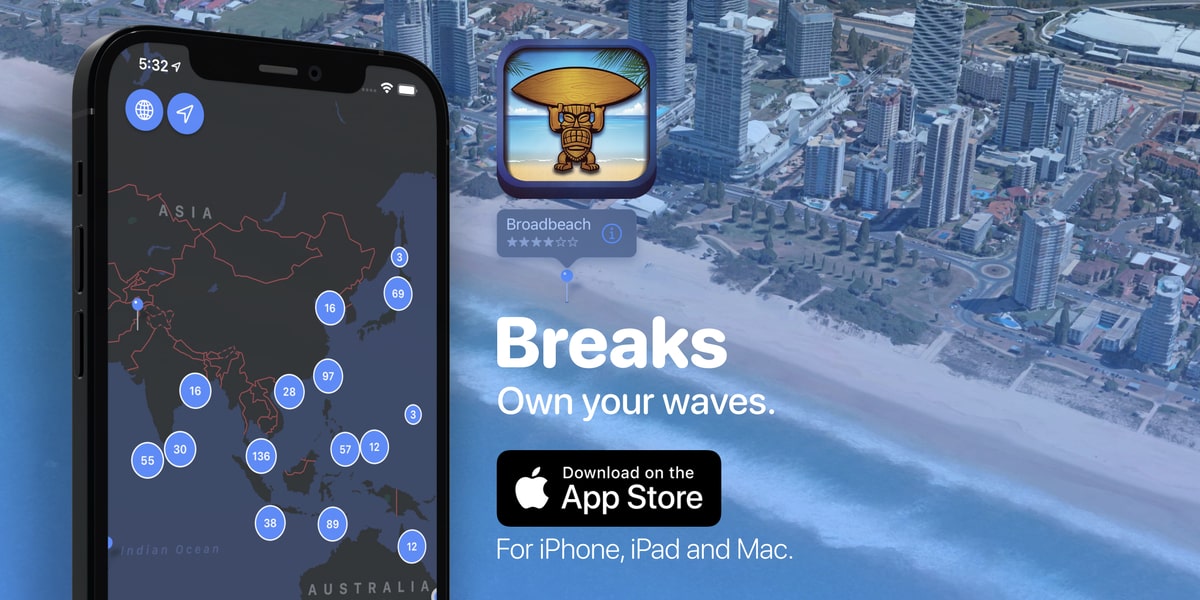 5:32
ASIA
3
69
16
97
16
28
3
57
12
30
55
136
38
89
12
Indian Ocean
AUSTRALIA
Broadbeach
★★★★☆☆
Breaks
Own your waves.
Download on the
App Store
For iPhone, iPad and Mac.